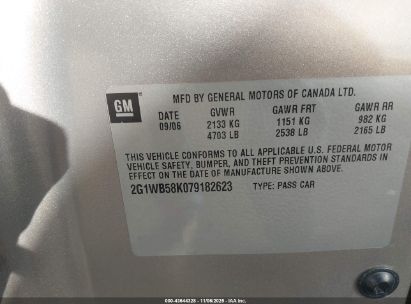 GM
MFD BY GENERAL MOTORS OF CANADA LTD.
DATE GVWR GAWR FRT GAWR RR
09/06 2133 KG 1151 KG 982 KG
4703 LB 2538 LB 2165 LB
THIS VEHICLE CONFORMS TO ALL APPLICABLE U.S. FEDERAL MOTOR
VEHICLE SAFETY, BUMPER, AND THEFT PREVENTION STANDARDS IN
EFFECT ON THE DATE OF MANUFACTURE SHOWN ABOVE.
2G1WB58K079182623 TYPE: PASS CAR